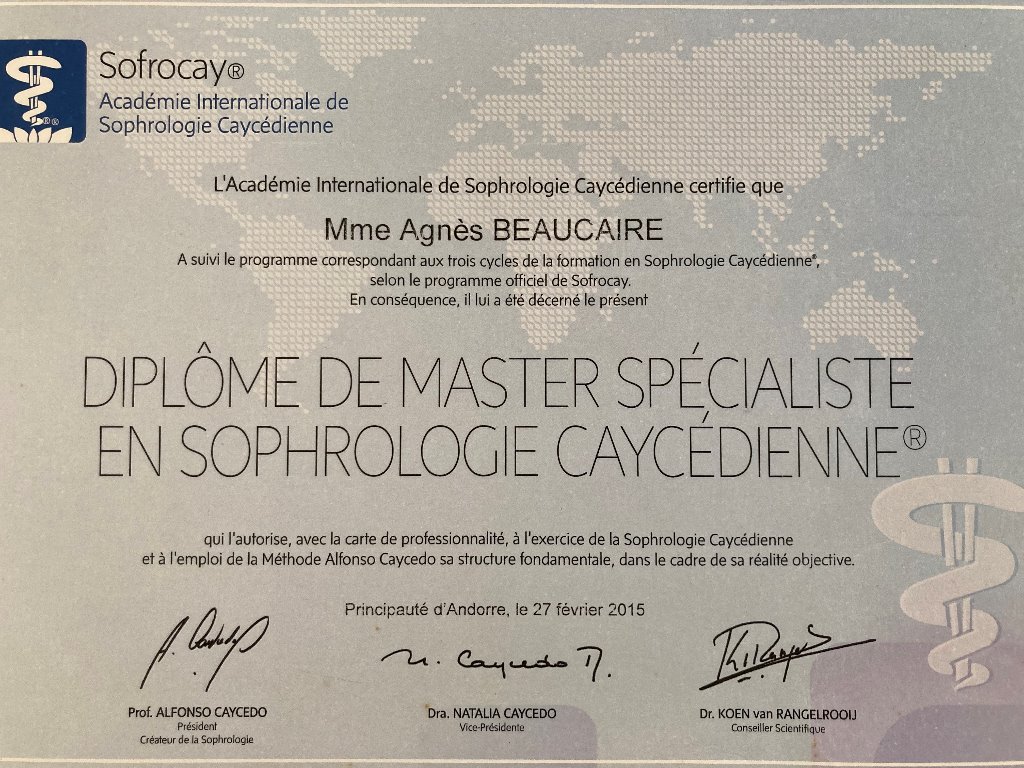 Sofrocay®
Académie Internationale de
Sophrologie Caycédienne
L'Académie Internationale de Sophrologie Caycédienne certifie que
Mme Agnès BEAUCAIRE
A suivi le programme correspondant aux trois cycles de la formation en Sophrologie Caycédienne®,
selon le programme officiel de Sofrocay.
En conséquence, il lui a été décerné le présent
DIPLÔME DE MASTER SPÉCIALISTE
EN SOPHROLOGIE CAYCÉDIENNE®
qui l'autorise, avec la carte de professionnalité, à l'exercice de la Sophrologie Caycédienne
et à l'emploi de la Méthode Alfonso Caycedo sa structure fondamentale, dans le cadre de sa réalité objective.
Principauté d'Andorre, le 27 février 2015
N. Caycedo
Prof. ALFONSO CAYCEDO
Président
Créateur de la Sophrologie
Dra. NATALIA CAYCEDO
Vice-Présidente
Dr. KOEN van RANGELROOIJ
Conseiller Scientifique